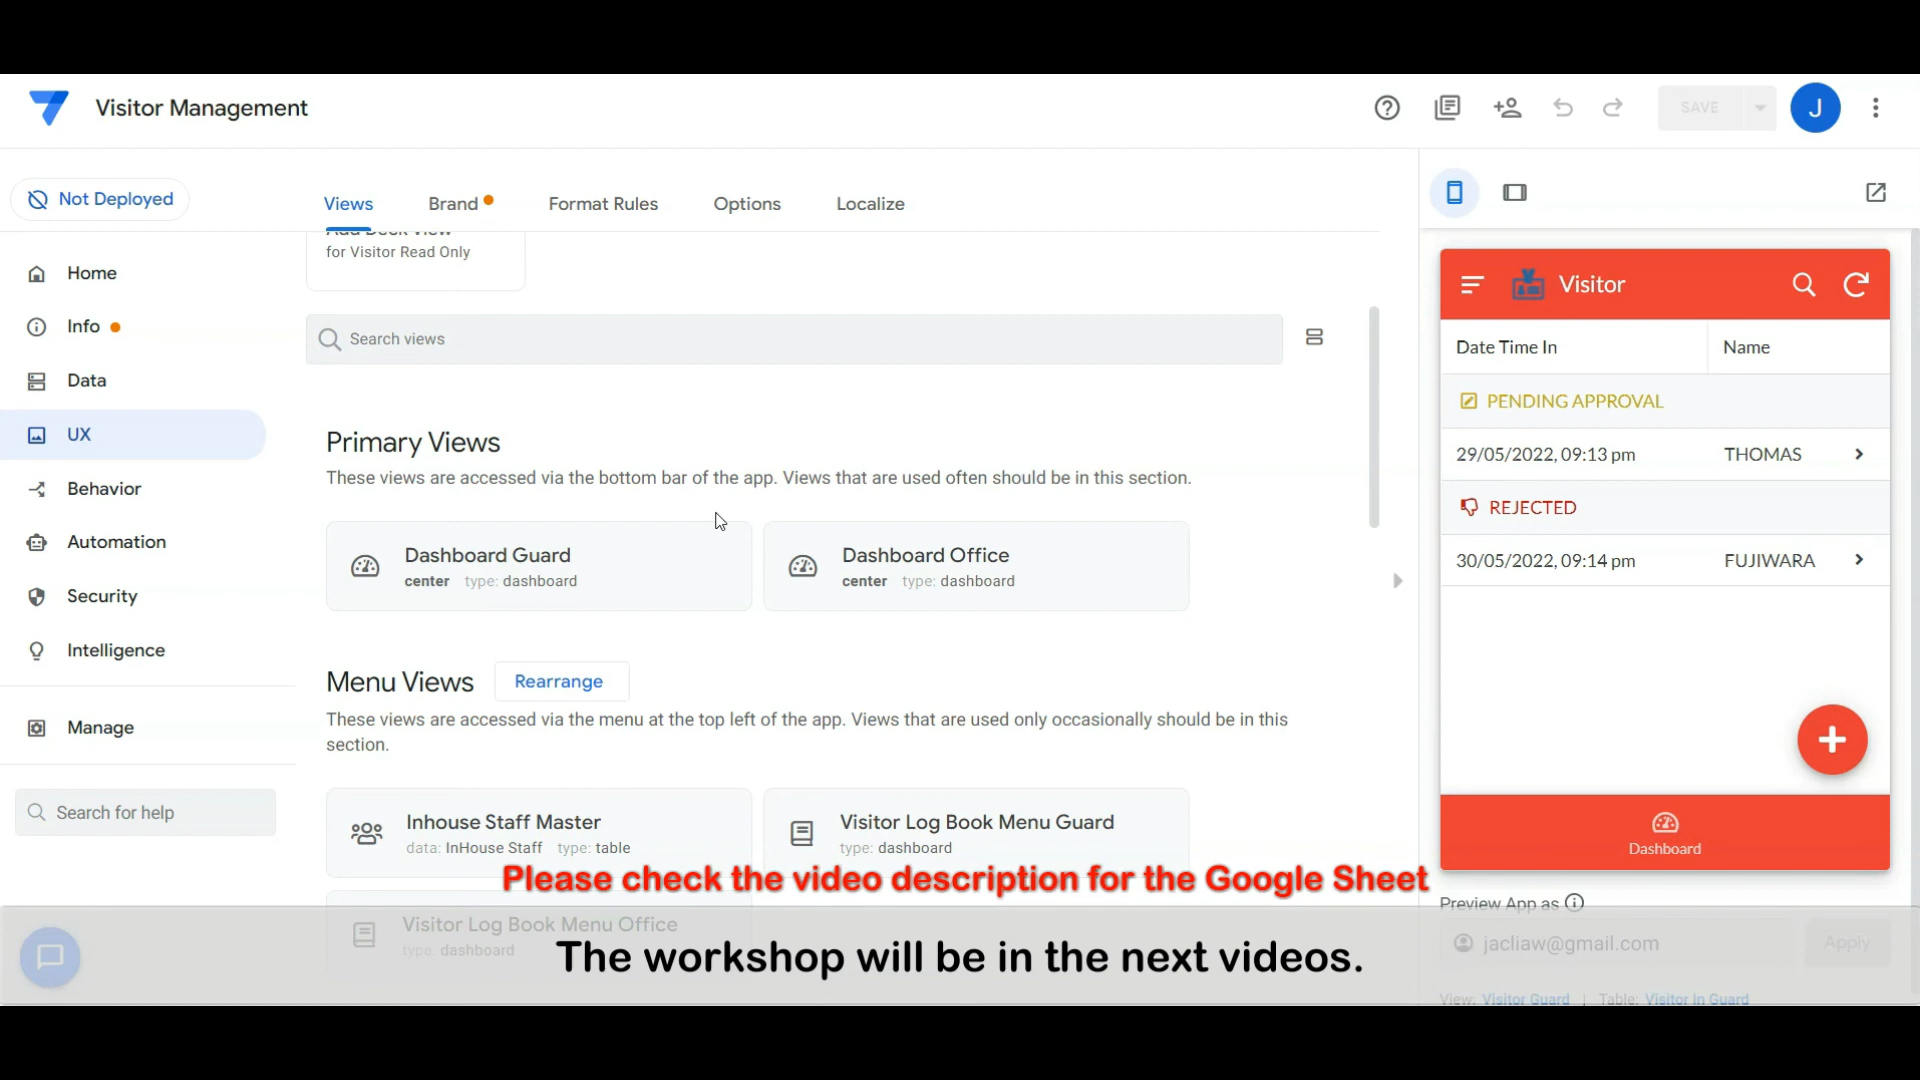 Visitor Management
SAVE
J
Not Deployed
Views
Brand
Format Rules
Options
Localize
Add Deck View
for Visitor Read Only
Home
Info
Data
UX
Behavior
Automation
Security
Intelligence
Manage
Search for help
Search views
Primary Views
These views are accessed via the bottom bar of the app. Views that are used often should be in this section.
Dashboard Guard
center type: dashboard
Dashboard Office
center type: dashboard
Menu Views
Rearrange
These views are accessed via the menu at the top left of the app. Views that are used only occasionally should be in this
section.
Inhouse Staff Master
data: InHouse Staff type: table
Visitor Log Book Menu Guard
type: dashboard
Visitor Log Book Menu Office
type: dashboard
Please check the video description for the Google Sheet
The workshop will be in the next videos.
Visitor
Date Time In
Name
PENDING APPROVAL
29/05/2022, 09:13 pm
THOMAS
REJECTED
30/05/2022, 09:14 pm
FUJIWARA
Dashboard
Preview App as
jacliaw@gmail.com
Apply
View: Visitor Guard | Table: Visitor In Guard